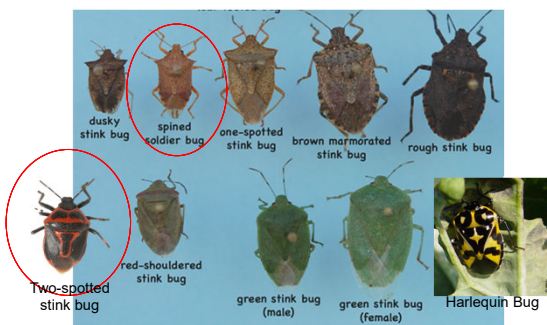 dusky
stink bug
spined
soldier bug
one-spotted
stink bug
brown marmorated
stink bug
rough stink bug
Two-spotted
stink bug
red-shouldered
stink bug
green stink bug
(male)
green stink bug
(female)
Harlequin Bug